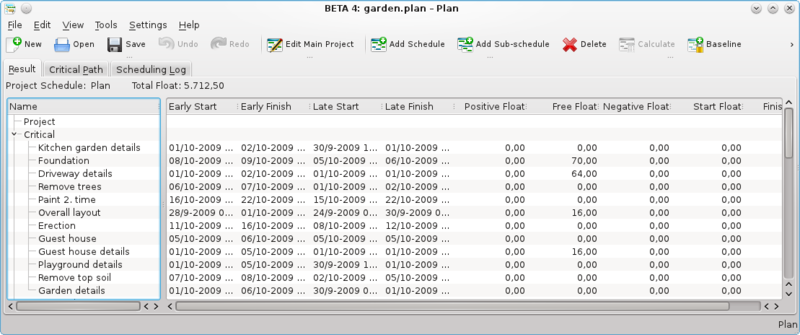 BETA 4: garden.plan – Plan
File Edit View Tools Settings Help
New Open Save Undo Redo Edit Main Project Add Schedule Add Sub-schedule Delete Calculate Baseline
Result Critical Path Scheduling Log
Project Schedule: Plan Total Float: 5.712,50
Name Early Start Early Finish Late Start Late Finish Positive Float Free Float Negative Float Start Float Finis
Project
Critical
Kitchen garden details 01/10-2009 ... 02/10-2009 ... 30/9-2009 1... 01/10-2009 ... 0,00 0,00 0,00 0,00
Foundation 08/10-2009 ... 09/10-2009 ... 05/10-2009 ... 06/10-2009 ... 0,00 70,00 0,00 0,00
Driveway details 01/10-2009 ... 01/10-2009 ... 01/10-2009 ... 01/10-2009 ... 0,00 64,00 0,00 0,00
Remove trees 06/10-2009 ... 07/10-2009 ... 01/10-2009 ... 02/10-2009 ... 0,00 0,00 0,00 0,00
Paint 2. time 16/10-2009 ... 22/10-2009 ... 15/10-2009 ... 22/10-2009 ... 0,00 0,00 0,00 0,00
Overall layout 28/9-2009 0... 01/10-2009 ... 24/9-2009 0... 30/9-2009 0... 0,00 16,00 0,00 0,00
Erection 11/10-2009 ... 16/10-2009 ... 08/10-2009 ... 12/10-2009 ... 0,00 0,00 0,00 0,00
Guest house 05/10-2009 ... 06/10-2009 ... 05/10-2009 ... 05/10-2009 ... 0,00 0,00 0,00 0,00
Guest house details 01/10-2009 ... 05/10-2009 ... 01/10-2009 ... 01/10-2009 ... 0,00 16,00 0,00 0,00
Playground details 01/10-2009 ... 05/10-2009 ... 30/9-2009 1... 01/10-2009 ... 0,00 0,00 0,00 0,00
Remove top soil 07/10-2009 ... 08/10-2009 ... 02/10-2009 ... 05/10-2009 ... 0,00 0,00 0,00 0,00
Garden details 01/10-2009 ... 06/10-2009 ... 30/9-2009 ... 01/10-2009 ... 0,00 0,00 0,00 0,00
Plan